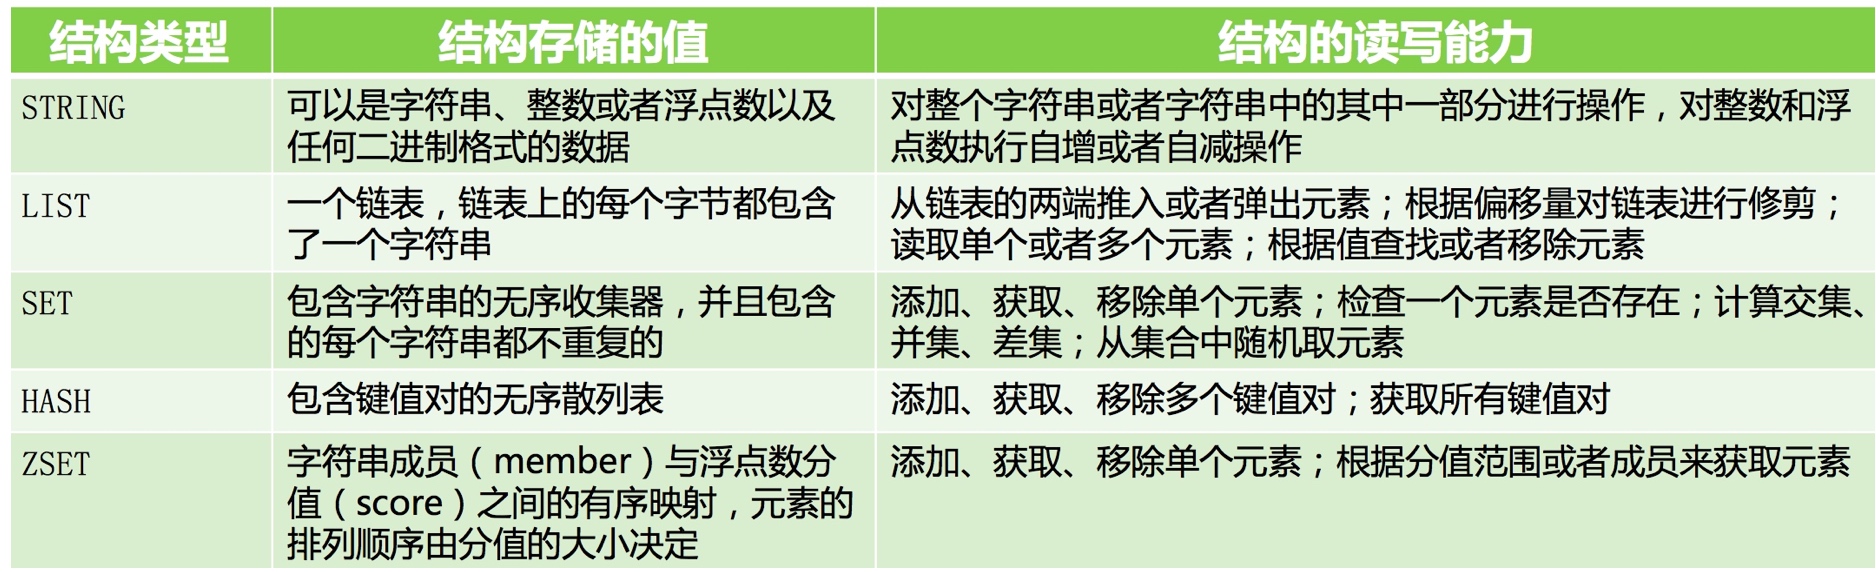 结构类型
结构存储的值
结构的读写能力
STRING
可以是字符串、整数或者浮点数以及
任何二进制格式的数据
对整个字符串或者字符串中的其中一部分进行操作，对整数和浮
点数执行自增或者自减操作
LIST
一个链表，链表上的每个字节都包含
了一个字符串
从链表的两端推入或者弹出元素；根据偏移量对链表进行修剪；
读取单个或者多个元素；根据值查找或者移除元素
SET
包含字符串的无序收集器，并且包含
的每个字符串都不重复的
添加、获取、移除单个元素；检查一个元素是否存在；计算交集、
并集、差集；从集合中随机取元素
HASH
包含键值对的无序散列表
添加、获取、移除多个键值对；获取所有键值对
ZSET
字符串成员（member）与浮点数分
值（score）之间的有序映射，元素的
排列顺序由分值的大小决定
添加、获取、移除单个元素；根据分值范围或者成员来获取元素